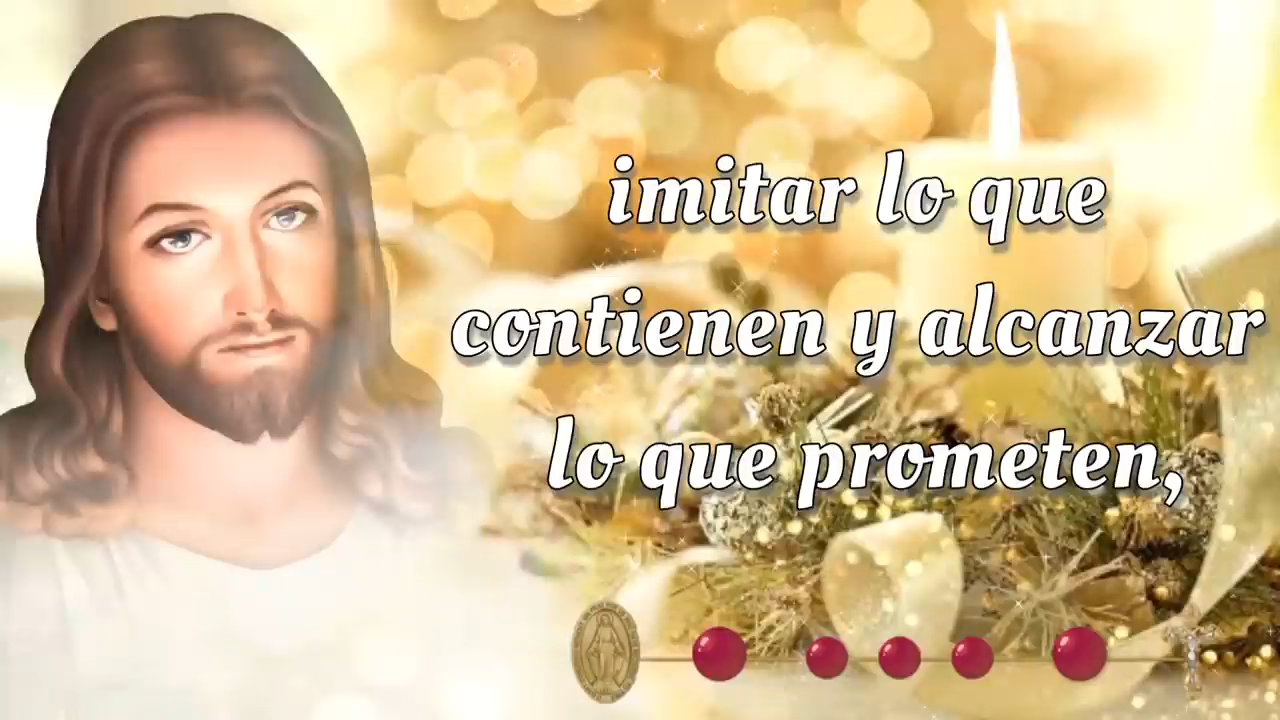 imitar lo que
contienen y alcanzar
lo que prometen,